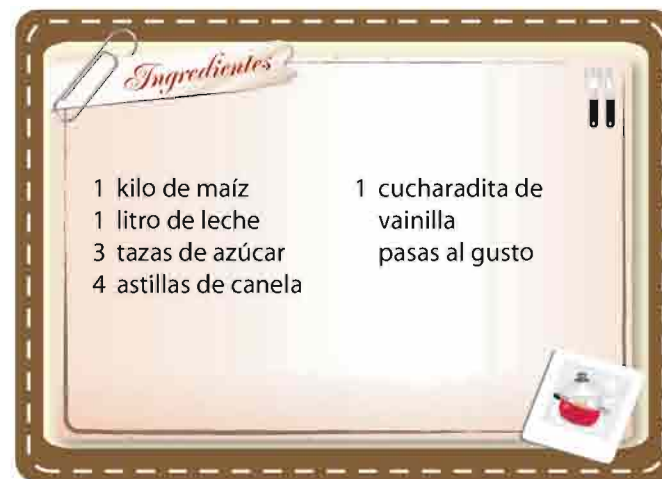 Ingredientes
1 kilo de maíz
1 litro de leche
3 tazas de azúcar
4 astillas de canela
1 cucharadita de
vainilla
pasas al gusto